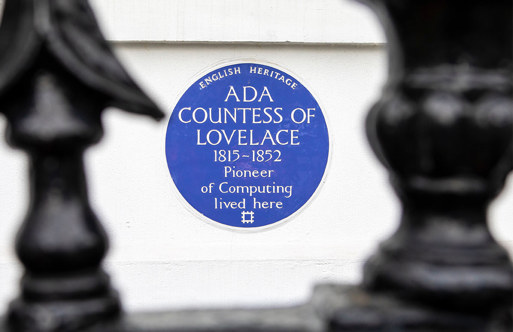 ENGLISH HERITAGE
ADA
COUNTESS OF
LOVELACE
1815~1852
Pioneer
of Computing
lived here